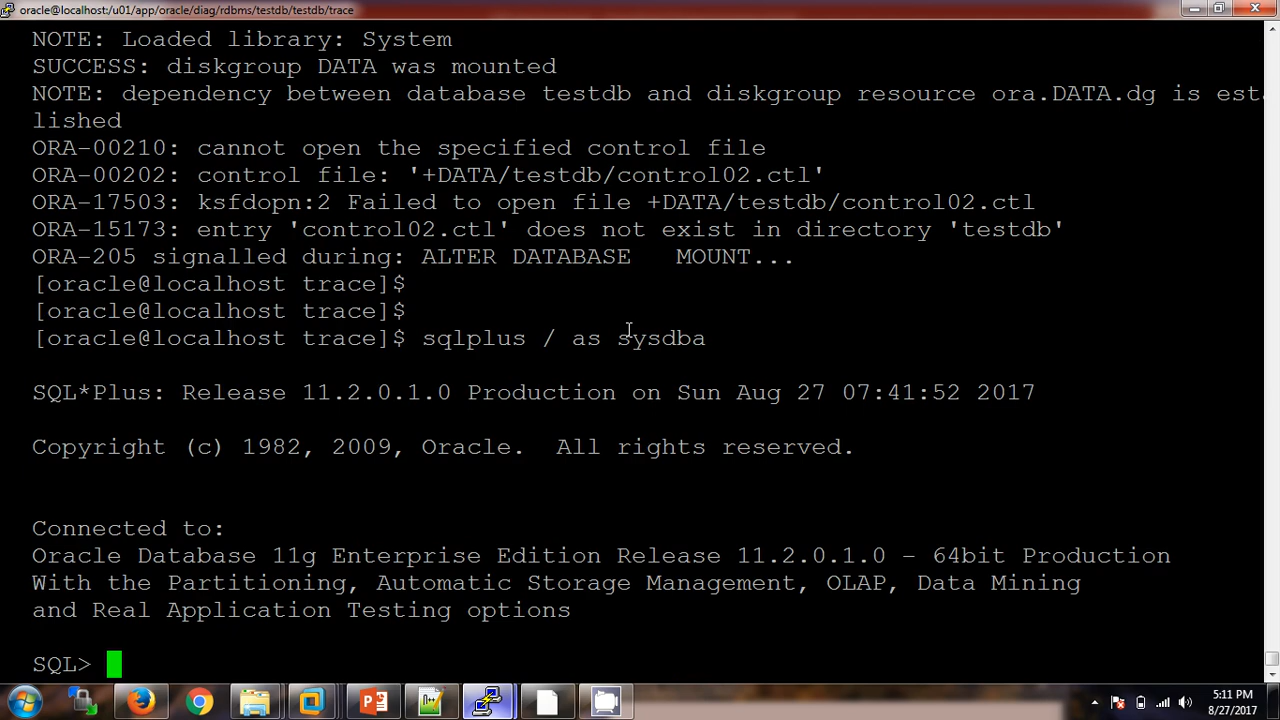 oracle@localhost:/u01/app/oracle/diag/rdbms/testdb/testdb/trace
NOTE: Loaded library: System
SUCCESS: diskgroup DATA was mounted
NOTE: dependency between database testdb and diskgroup resource ora.DATA.dg is est
lished
ORA-00210: cannot open the specified control file
ORA-00202: control file: '+DATA/testdb/control02.ctl'
ORA-17503: ksfdopn:2 Failed to open file +DATA/testdb/control02.ctl
ORA-15173: entry 'control02.ctl' does not exist in directory 'testdb'
ORA-205 signalled during: ALTER DATABASE   MOUNT...
[oracle@localhost trace]$
[oracle@localhost trace]$
[oracle@localhost trace]$ sqlplus / as sysdba
SQL*Plus: Release 11.2.0.1.0 Production on Sun Aug 27 07:41:52 2017
Copyright (c) 1982, 2009, Oracle.  All rights reserved.
Connected to:
Oracle Database 11g Enterprise Edition Release 11.2.0.1.0 - 64bit Production
With the Partitioning, Automatic Storage Management, OLAP, Data Mining
and Real Application Testing options
SQL>
5:11 PM
8/27/2017